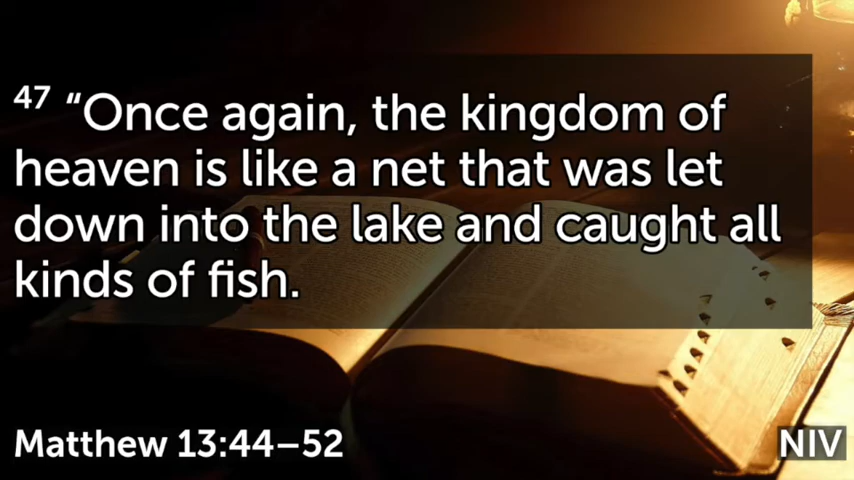 47 “Once again, the kingdom of
heaven is like a net that was let
down into the lake and caught all
kinds of fish.
Matthew 13:44–52
NIV